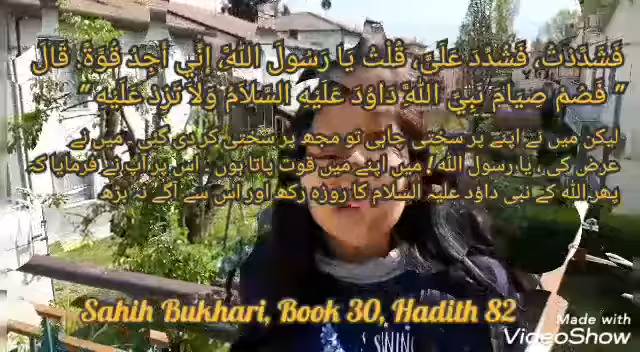 فَشَدَّدْتُ، فَشُدِّدَ عَلَىَّ، قُلْتُ يَا رَسُولَ اللَّهِ، إِنِّي أَجِدُ قُوَّةً‏.‏ قَالَ
‏"‏ فَصُمْ صِيَامَ نَبِيِّ اللَّهِ دَاوُدَ عَلَيْهِ السَّلاَمُ وَلاَ تَزِدْ عَلَيْهِ ‏"‏
لیکن میں نے اپنے پر سختی چاہی تو مجھ پر سختی کر دی گئی۔ میں نے
عرض کی، یا رسول اللہ! میں اپنے میں قوت پاتا ہوں۔ اس پر آپ نے فرمایا کہ
پھر اللہ کے نبی داؤد علیہ السلام کا روزہ رکھ اور اس سے آگے نہ بڑھ
Sahih Bukhari, Book 30, Hadith 82
Made with
VideoShow